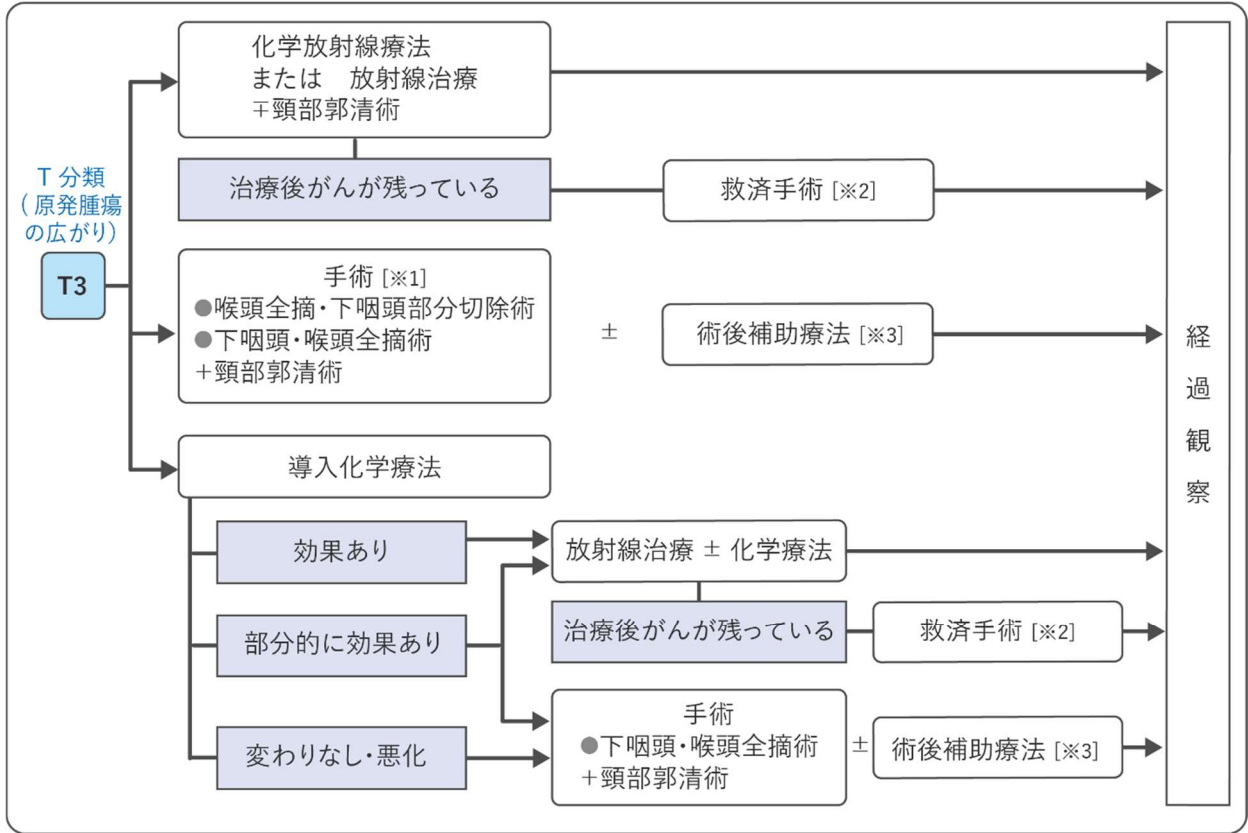 T 分類
( 原発腫瘍
の広がり)
T3
化学放射線療法
または 放射線治療
∓頸部郭清術
治療後がんが残っている
救済手術 [※2]
手術 [※1]
●喉頭全摘・下咽頭部分切除術
●下咽頭・喉頭全摘術
+頸部郭清術
±
術後補助療法 [※3]
導入化学療法
効果あり
部分的に効果あり
変わりなし・悪化
放射線治療 ± 化学療法
治療後がんが残っている
救済手術 [※2]
手術
●下咽頭・喉頭全摘術
+頸部郭清術
±
術後補助療法 [※3]
経過観察